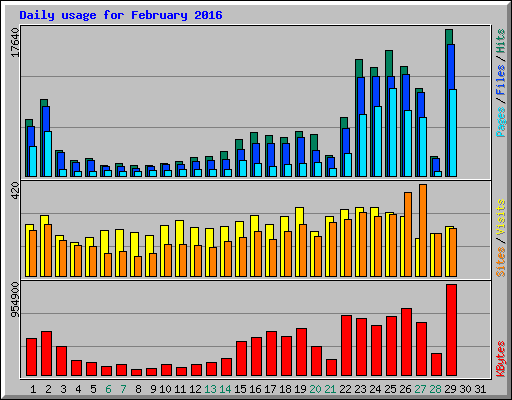 Daily usage for February 2016
17640
Pages / Files / Hits
420
Sites / Visits
954900
KBytes
1 2 3 4 5 6 7 8 9 10 11 12 13 14 15 16 17 18 19 20 21 22 23 24 25 26 27 28 29 30 31